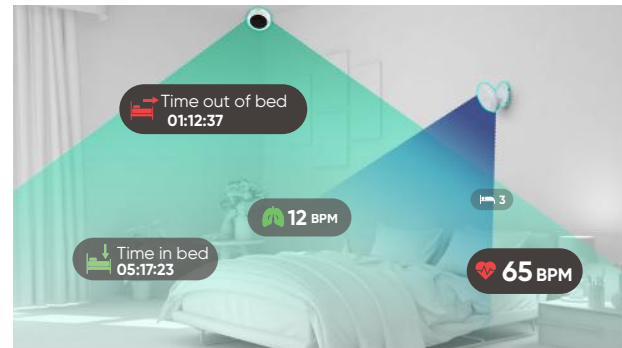 Time out of bed
01:12:37
12 BPM
3
Time in bed
05:17:23
65 BPM